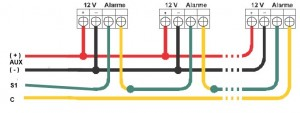 12 V Alarme 12 V Alarme 12 V Alarme
+ - + - + -
(+)
AUX
(-)
S1
C